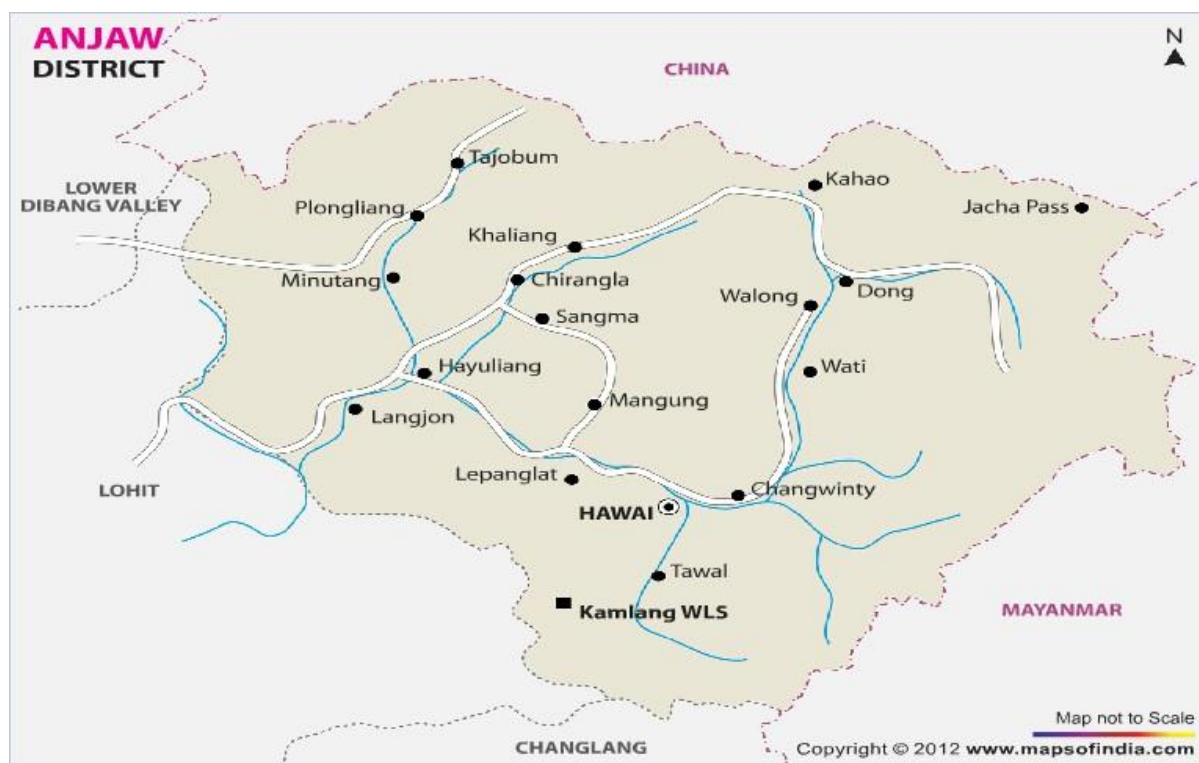 ANJAW
DISTRICT
N
CHINA
Tajobum
LOWER
DIBANG VALLEY
Kahao
Jacha Pass
Plongliang
Khaliang
Minutang
Chirangla
Dong
Walong
Sangma
Hayuliang
Wati
Langjon
Mangung
Lepanglat
LOHIT
Changwinty
HAWAI
Tawal
Kamlang WLS
MAYANMAR
Map not to Scale
CHANGLANG
Copyright © 2012 www.mapsofindia.com